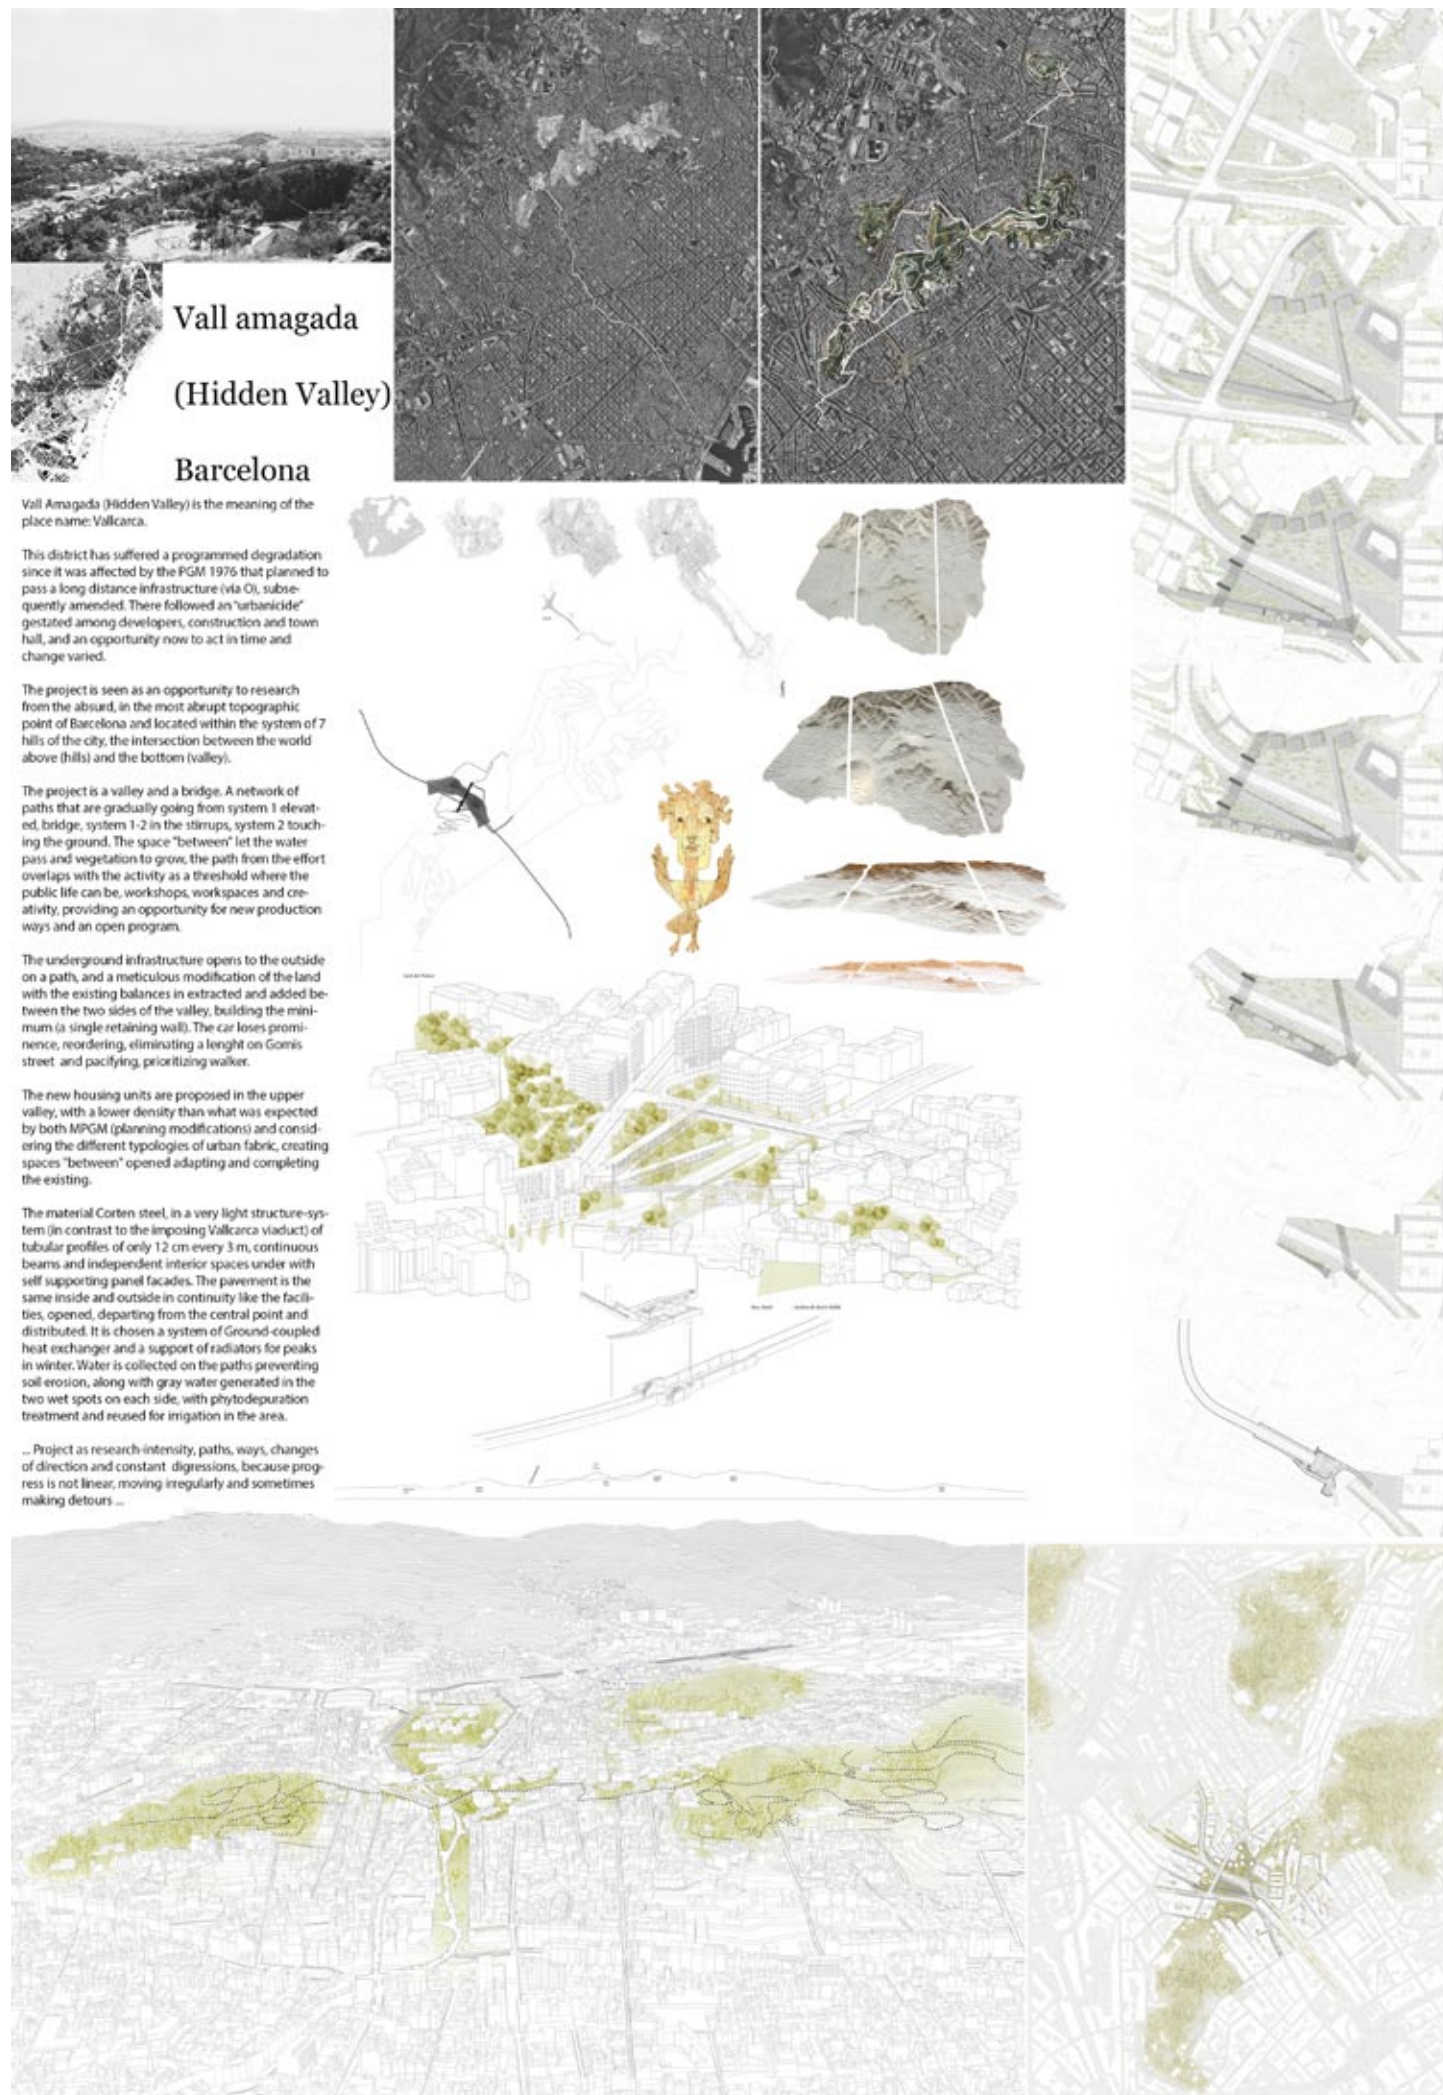 Vall amagada
(Hidden Valley)
Barcelona
Vall Amagada (Hidden Valley) is the meaning of the
place name: Vallcarca.
This district has suffered a programmed degradation
since it was affected by the PGM 1976 that planned to
pass a long distance infrastructure (via O), subse-
quently amended. There followed an "urbanicide"
gestated among developers, construction and town
hall, and an opportunity now to act in time and
change varied.
The project is seen as an opportunity to research
from the absurd, in the most abrupt topographic
point of Barcelona and located within the system of 7
hills of the city, the intersection between the world
above (hills) and the bottom (valley).
The project is a valley and a bridge. A network of
paths that are gradually going from system 1 elevat-
ed, bridge, system 1-2 in the stirrups, system 2 touch-
ing the ground. The space "between" let the water
pass and vegetation to grow, the path from the effort
overlaps with the activity as a threshold where the
public life can be, workshops, workspaces and cre-
ativity, providing an opportunity for new production
ways and an open program.
The underground infrastructure opens to the outside
on a path, and a meticulous modification of the land
with the existing balances in extracted and added be-
tween the two sides of the valley, building the mini-
mum (a single retaining wall). The car loses promi-
nence, reordering, eliminating a lenght on Gomis
street and pacifying, prioritizing walker.
The new housing units are proposed in the upper
valley, with a lower density than what was expected
by both MPGM (planning modifications) and consid-
ering the different typologies of urban fabric, creating
spaces "between" opened adapting and completing
the existing.
The material Corten steel, in a very light structure-sys-
tem (in contrast to the imposing Vallcarca viaduct) of
tubular profiles of only 12 cm every 3 m, continuous
beams and independent interior spaces under with
self supporting panel facades. The pavement is the
same inside and outside in continuity like the facili-
ties, opened, departing from the central point and
distributed. It is chosen a system of Ground-coupled
heat exchanger and a support of radiators for peaks
in winter. Water is collected on the paths preventing
soil erosion, along with gray water generated in the
two wet spots on each side, with phytodepuration
treatment and reused for irrigation in the area.
... Project as research-intensity, paths, ways, changes
of direction and constant digressions, because prog-
ress is not linear, moving irregularly and sometimes
making detours ...